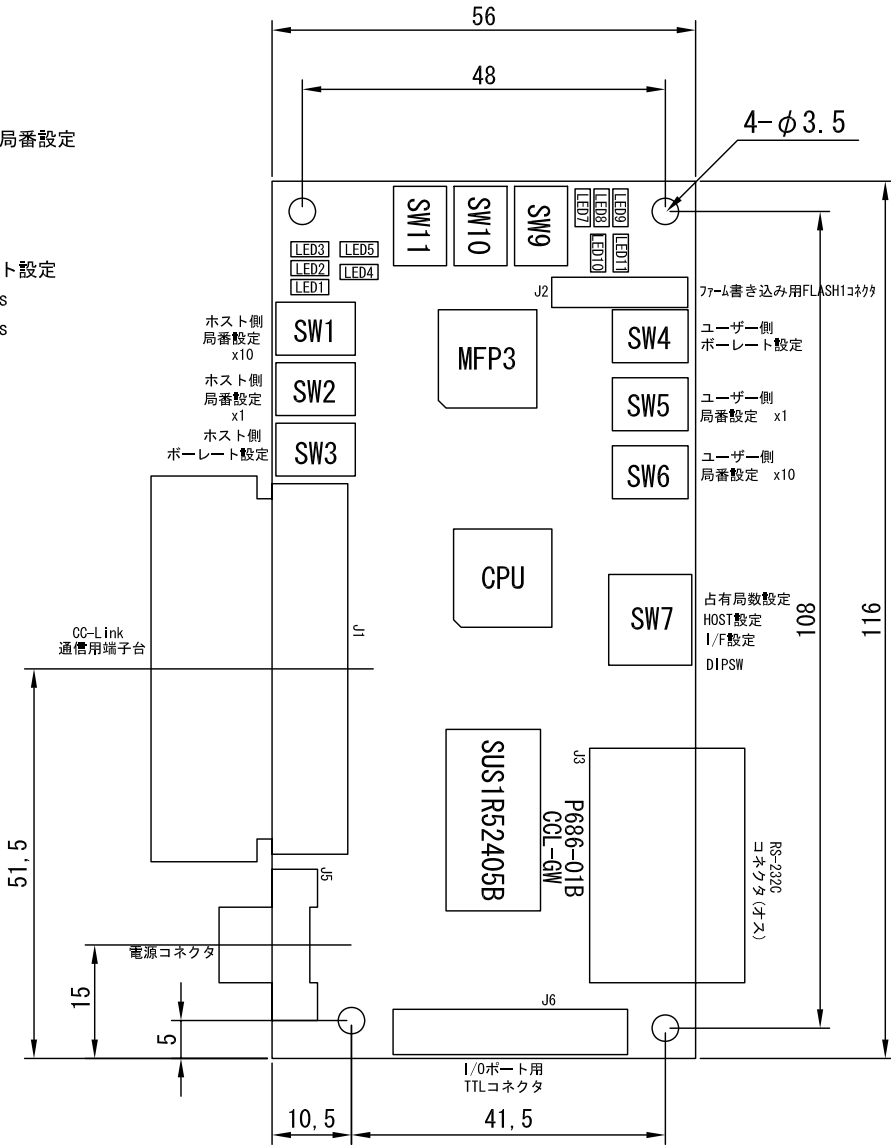 56
48
局番設定
4-φ3.5
SW11
SW10
SW9
LED7
LED8
LED9
LED10
LED11
LED3
LED5
LED2
LED4
LED1
ト設定
s
s
J2
ファーム書き込み用FLASH1コネクタ
ホスト側
局番設定
x10
SW1
MFP3
SW4
ユーザー側
ボーレート設定
ホスト側
局番設定
x1
SW2
SW5
ユーザー側
局番設定 x1
ホスト側
ボーレート設定
SW3
SW6
ユーザー側
局番設定 x10
CPU
SW7
占有局数設定
HOST設定
I/F設定
DIPSW
108
116
CC-Link
通信用端子台
J1
SUS1R52405B
P686-01B
CCL-GW
J3
RS-232C
コネクタ(オス)
51,5
J5
電源コネクタ
15
5
J6
I/Oポート用
TTLコネクタ
10,5
41,5